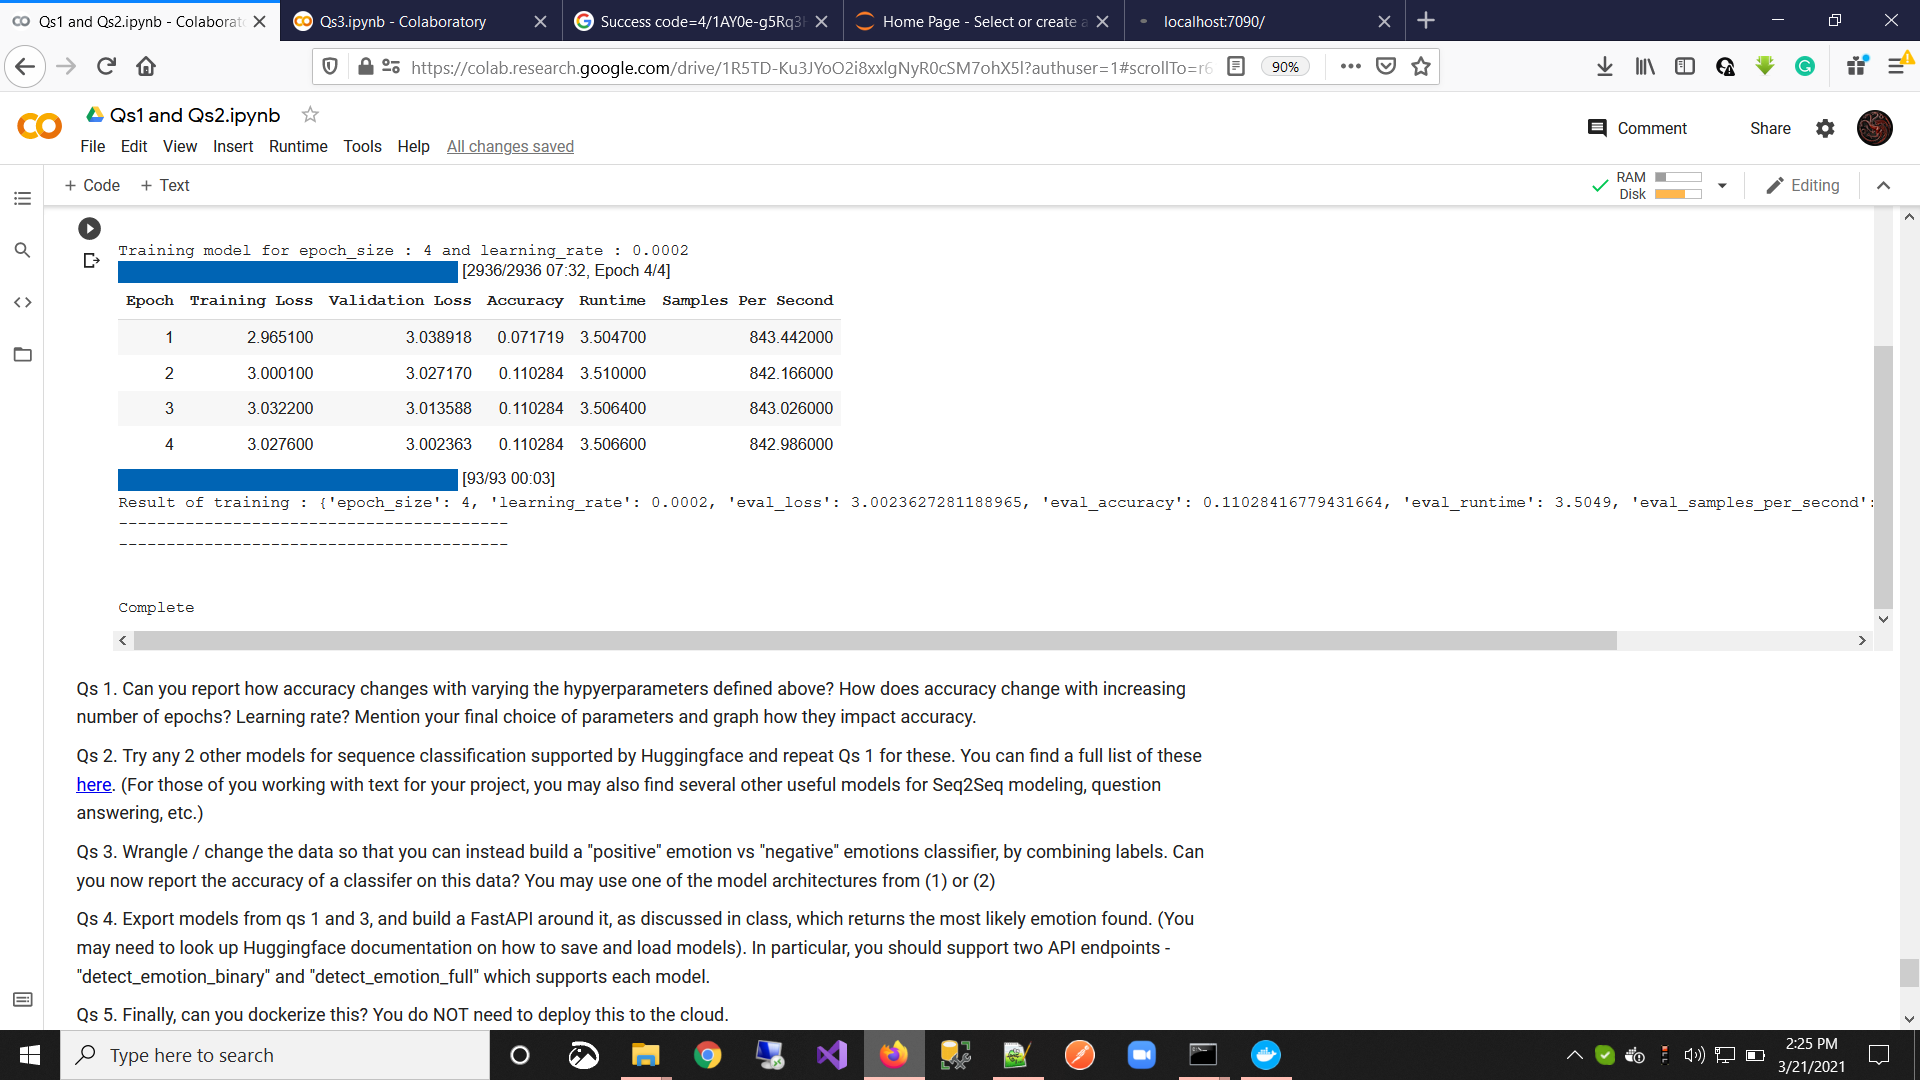 Qs1 and Qs2.ipynb - Colaborato
Qs3.ipynb - Colaboratory
Success code=4/1AY0e-g5Rq3
Home Page - Select or create a
localhost:7090/
https://colab.research.google.com/drive/1R5TD-Ku3JYoO2i8xxlgNyR0cSM7ohX5l?authuser=1#scrollTo=r6
90%
Qs1 and Qs2.ipynb
File Edit View Insert Runtime Tools Help All changes saved
Comment
Share
+ Code + Text
RAM
Disk
Editing
Training model for epoch_size : 4 and learning_rate : 0.0002
[2936/2936 07:32, Epoch 4/4]
Epoch Training Loss Validation Loss Accuracy Runtime Samples Per Second
1 2.965100 3.038918 0.071719 3.504700 843.442000
2 3.000100 3.027170 0.110284 3.510000 842.166000
3 3.032200 3.013588 0.110284 3.506400 843.026000
4 3.027600 3.002363 0.110284 3.506600 842.986000
[93/93 00:03]
Result of training : {'epoch_size': 4, 'learning_rate': 0.0002, 'eval_loss': 3.0023627281188965, 'eval_accuracy': 0.11028416779431664, 'eval_runtime': 3.5049, 'eval_samples_per_second':
-----------------------------------------
-----------------------------------------
Complete
Qs 1. Can you report how accuracy changes with varying the hypyerparameters defined above? How does accuracy change with increasing
number of epochs? Learning rate? Mention your final choice of parameters and graph how they impact accuracy.
Qs 2. Try any 2 other models for sequence classification supported by Huggingface and repeat Qs 1 for these. You can find a full list of these
here. (For those of you working with text for your project, you may also find several other useful models for Seq2Seq modeling, question
answering, etc.)
Qs 3. Wrangle / change the data so that you can instead build a "positive" emotion vs "negative" emotions classifier, by combining labels. Can
you now report the accuracy of a classifer on this data? You may use one of the model architectures from (1) or (2)
Qs 4. Export models from qs 1 and 3, and build a FastAPI around it, as discussed in class, which returns the most likely emotion found. (You
may need to look up Huggingface documentation on how to save and load models). In particular, you should support two API endpoints -
"detect_emotion_binary" and "detect_emotion_full" which supports each model.
Qs 5. Finally, can you dockerize this? You do NOT need to deploy this to the cloud.
Type here to search
2:25 PM
3/21/2021